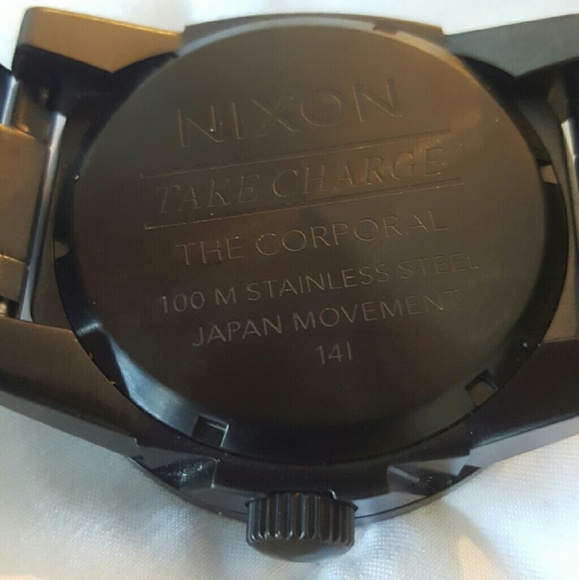 NIXON
TAKE CHARGE
THE CORPORAL
100 M STAINLESS STEEL
JAPAN MOVEMENT
14I